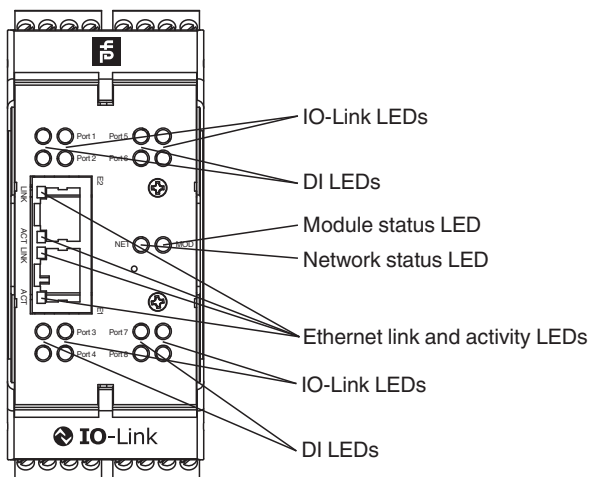 Port 1 Port 5
Port 2 Port 6
IO-Link LEDs
DI LEDs
E2
LINK
ACT LINK
ACT
E1
NET MOD
Module status LED
Network status LED
Ethernet link and activity LEDs
Port 3 Port 7
Port 4 Port 8
IO-Link LEDs
DI LEDs
IO-Link